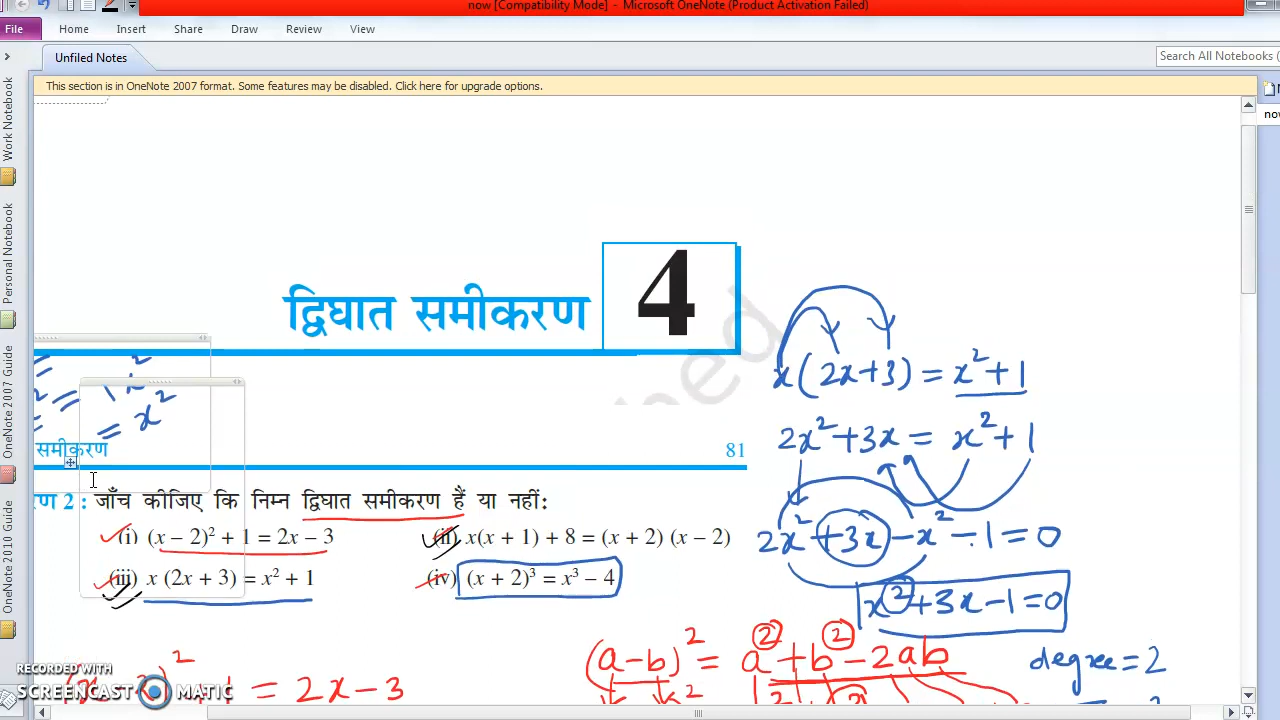 now [Compatibility Mode] - Microsoft OneNote (Product Activation Failed)
File Home Insert Share Draw Review View
Unfiled Notes
Search All Notebooks (
This section is in OneNote 2007 format. Some features may be disabled. Click here for upgrade options.
now
Work Notebook
Personal Notebook
OneNote 2007 Guide
OneNote 2010 Guide
द्विघात समीकरण 4
x(2x+3) = x²+1
= x²
2x²+3x = x²+1
समीकरण 81
रण 2 : जाँच कीजिए कि निम्न द्विघात समीकरण हैं या नहीं:
(i) (x – 2)² + 1 = 2x – 3 (ii) x(x + 1) + 8 = (x + 2) (x – 2)
2x²+3x-x²-1=0
(iii) x (2x + 3) = x² + 1 (iv) (x + 2)³ = x³ – 4
x²+3x-1=0
(a-b)² = a²+b²-2ab
degree=2
= 2x-3
RECORDED WITH
SCREENCAST MATIC